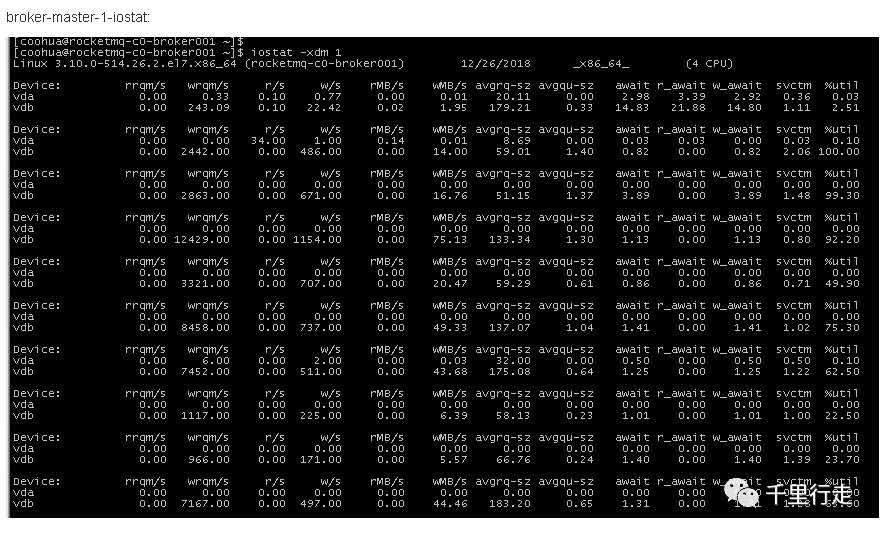 broker-master-1-iostat:
[coohua@rocketmq-c0-broker001 ~]$
[coohua@rocketmq-c0-broker001 ~]$ iostat -xdm 1
Linux 3.10.0-514.26.2.el7.x86_64 (rocketmq-c0-broker001) 12/26/2018 _x86_64_ (4 CPU)
Device: rrqm/s wrqm/s r/s w/s rMB/s wMB/s avgrq-sz avgqu-sz await r_await w_await svctm %util
vda 0.00 0.33 0.10 0.77 0.00 0.01 20.11 0.00 2.98 3.39 2.92 0.36 0.03
vdb 0.00 243.09 0.10 22.42 0.02 1.95 179.21 0.33 14.83 21.88 14.80 1.11 2.51
Device: rrqm/s wrqm/s r/s w/s rMB/s wMB/s avgrq-sz avgqu-sz await r_await w_await svctm %util
vda 0.00 0.00 34.00 1.00 0.14 0.01 8.69 0.00 0.03 0.03 0.00 0.03 0.10
vdb 0.00 2442.00 0.00 486.00 0.00 14.00 59.01 1.40 0.82 0.00 0.82 2.06 100.00
Device: rrqm/s wrqm/s r/s w/s rMB/s wMB/s avgrq-sz avgqu-sz await r_await w_await svctm %util
vda 0.00 0.00 0.00 0.00 0.00 0.00 0.00 0.00 0.00 0.00 0.00 0.00 0.00
vdb 0.00 2863.00 0.00 671.00 0.00 16.76 51.15 1.37 3.89 0.00 3.89 1.48 99.30
Device: rrqm/s wrqm/s r/s w/s rMB/s wMB/s avgrq-sz avgqu-sz await r_await w_await svctm %util
vda 0.00 0.00 0.00 0.00 0.00 0.00 0.00 0.00 0.00 0.00 0.00 0.00 0.00
vdb 0.00 12429.00 0.00 1154.00 0.00 75.13 133.34 1.30 1.13 0.00 1.13 0.80 92.20
Device: rrqm/s wrqm/s r/s w/s rMB/s wMB/s avgrq-sz avgqu-sz await r_await w_await svctm %util
vda 0.00 0.00 0.00 0.00 0.00 0.00 0.00 0.00 0.00 0.00 0.00 0.00 0.00
vdb 0.00 3321.00 0.00 707.00 0.00 20.47 59.29 0.61 0.86 0.00 0.86 0.71 49.90
Device: rrqm/s wrqm/s r/s w/s rMB/s wMB/s avgrq-sz avgqu-sz await r_await w_await svctm %util
vda 0.00 0.00 0.00 0.00 0.00 0.00 0.00 0.00 0.00 0.00 0.00 0.00 0.00
vdb 0.00 8458.00 0.00 737.00 0.00 49.33 137.07 1.04 1.41 0.00 1.41 1.02 75.30
Device: rrqm/s wrqm/s r/s w/s rMB/s wMB/s avgrq-sz avgqu-sz await r_await w_await svctm %util
vda 0.00 6.00 0.00 2.00 0.00 0.03 32.00 0.00 0.50 0.00 0.50 0.50 0.10
vdb 0.00 7452.00 0.00 511.00 0.00 43.68 175.08 0.64 1.25 0.00 1.25 1.22 62.50
Device: rrqm/s wrqm/s r/s w/s rMB/s wMB/s avgrq-sz avgqu-sz await r_await w_await svctm %util
vda 0.00 0.00 0.00 0.00 0.00 0.00 0.00 0.00 0.00 0.00 0.00 0.00 0.00
vdb 0.00 1117.00 0.00 225.00 0.00 6.39 58.13 0.23 1.01 0.00 1.01 1.00 22.50
Device: rrqm/s wrqm/s r/s w/s rMB/s wMB/s avgrq-sz avgqu-sz await r_await w_await svctm %util
vda 0.00 0.00 0.00 0.00 0.00 0.00 0.00 0.00 0.00 0.00 0.00 0.00 0.00
vdb 0.00 966.00 0.00 171.00 0.00 5.57 66.76 0.24 1.40 0.00 1.40 1.39 23.70
Device: rrqm/s wrqm/s r/s w/s rMB/s wMB/s avgrq-sz avgqu-sz await r_await w_await svctm %util
vda 0.00 0.00 0.00 0.00 0.00 0.00 0.00 0.00 0.00
vdb 0.00 7167.00 0.00 497.00 0.00 44.46 183.20 0.65 1.31 0.00
千里行走